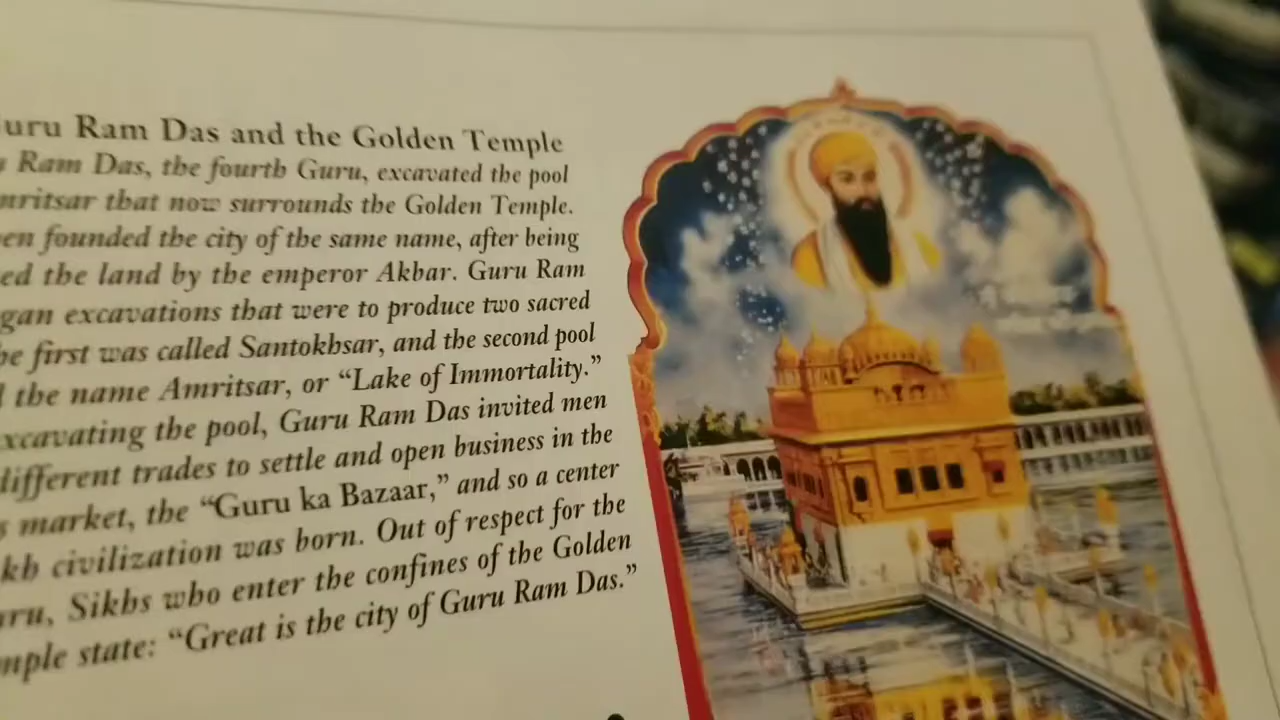 uru Ram Das and the Golden Temple
Ram Das, the fourth Guru, excavated the pool
mritsar that now surrounds the Golden Temple.
en founded the city of the same name, after being
ed the land by the emperor Akbar. Guru Ram
gan excavations that were to produce two sacred
he first was called Santokhsar, and the second pool
the name Amritsar, or “Lake of Immortality.”
xcavating the pool, Guru Ram Das invited men
different trades to settle and open business in the
s market, the “Guru ka Bazaar,” and so a center
kh civilization was born. Out of respect for the
uru, Sikhs who enter the confines of the Golden
mple state: “Great is the city of Guru Ram Das.”